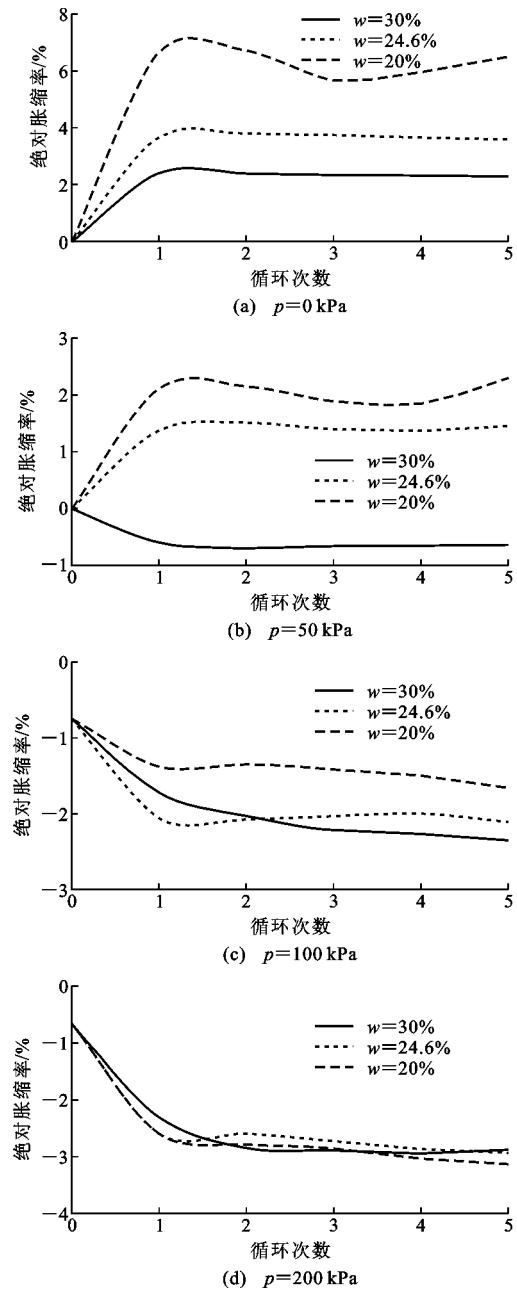 8
6
4
2
0
绝对胀缩率/%
w=30%
w=24.6%
w=20%
0 1 2 3 4 5
循环次数
(a) p=0 kPa
3
2
1
0
−1
绝对胀缩率/%
w=30%
w=24.6%
w=20%
0 1 2 3 4 5
循环次数
(b) p=50 kPa
0
−1
−2
−3
绝对胀缩率/%
w=30%
w=24.6%
w=20%
0 1 2 3 4 5
循环次数
(c) p=100 kPa
0
−1
−2
−3
−4
绝对胀缩率/%
w=30%
w=24.6%
w=20%
0 1 2 3 4 5
循环次数
(d) p=200 kPa